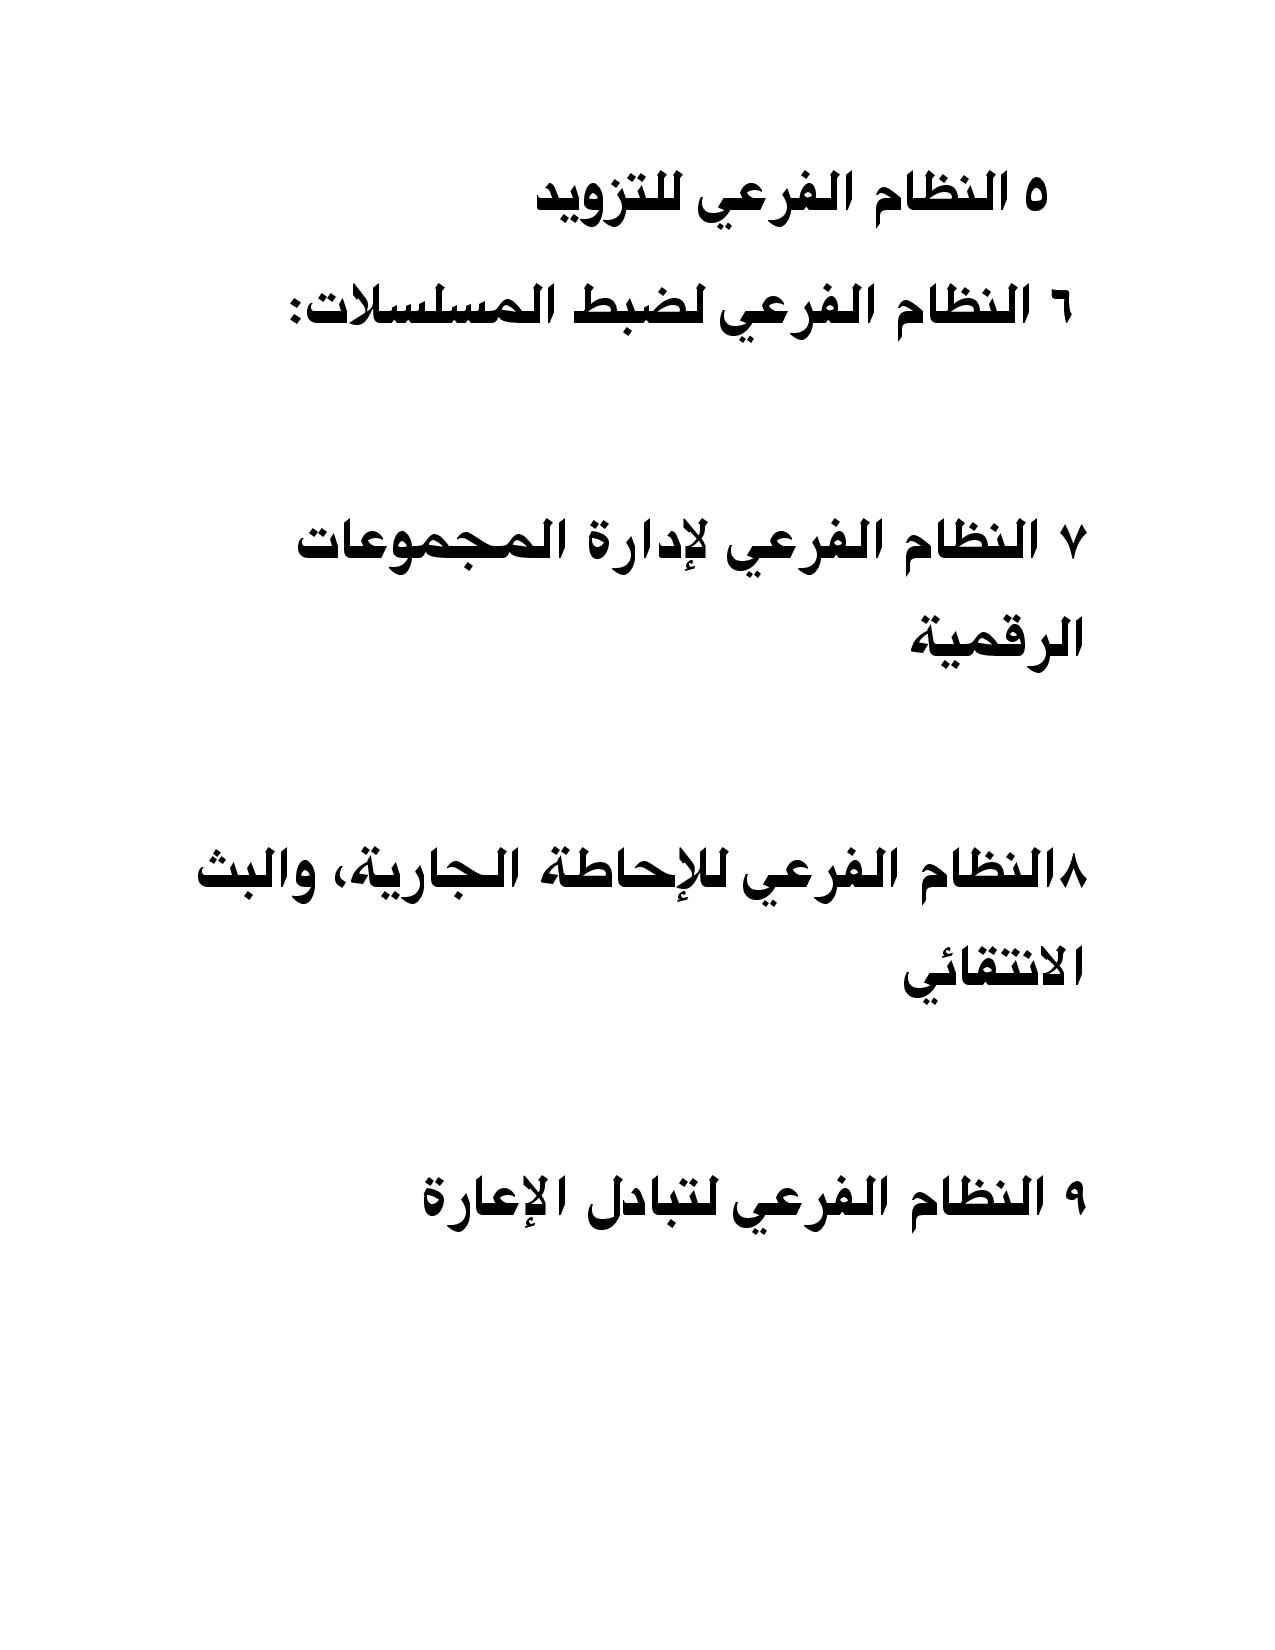 ٥ النظام الفرعي للتزويد
٦ النظام الفرعي لضبط المسلسلات:
٧ النظام الفرعي لإدارة المجموعات
الرقمية
٨النظام الفرعي للإحاطة الجارية، والبث
الانتقائي
٩ النظام الفرعي لتبادل الإعارة